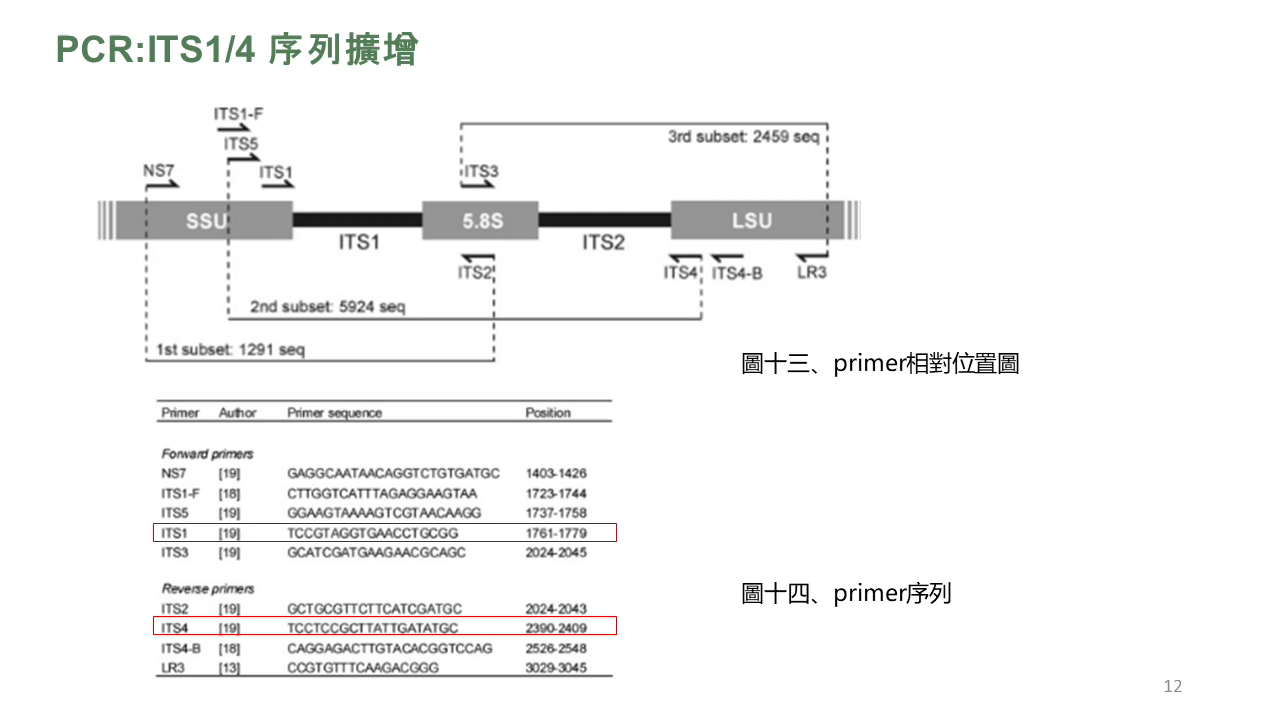 PCR:ITS1/4 序列擴增
ITS1-F
ITS5
NS7
ITS1
ITS3
3rd subset: 2459 seq
SSU
5.8S
LSU
ITS1
ITS2
ITS2
ITS4
ITS4-B
LR3
2nd subset: 5924 seq
1st subset: 1291 seq
圖十三、primer相對位置圖
Primer Author Primer sequence Position
Forward primers
NS7 [19] GAGGCAATAACAGGTCTGTGATGC 1403-1426
ITS1-F [18] CTTGGTCATTTAGAGGAAGTAA 1723-1744
ITS5 [19] GGAAGTAAAAGTCGTAACAAGG 1737-1758
ITS1 [19] TCCGTAGGTGAACCTGCGG 1761-1779
ITS3 [19] GCATCGATGAAGAACGCAGC 2024-2045
Reverse primers
ITS2 [19] GCTGCGTTCTTCATCGATGC 2024-2043
ITS4 [19] TCCTCCGCTTATTGATATGC 2390-2409
ITS4-B [18] CAGGAGACTTGTACACGGTCCAG 2526-2548
LR3 [13] CCGTGTTTCAAGACGGG 3029-3045
圖十四、primer序列
12